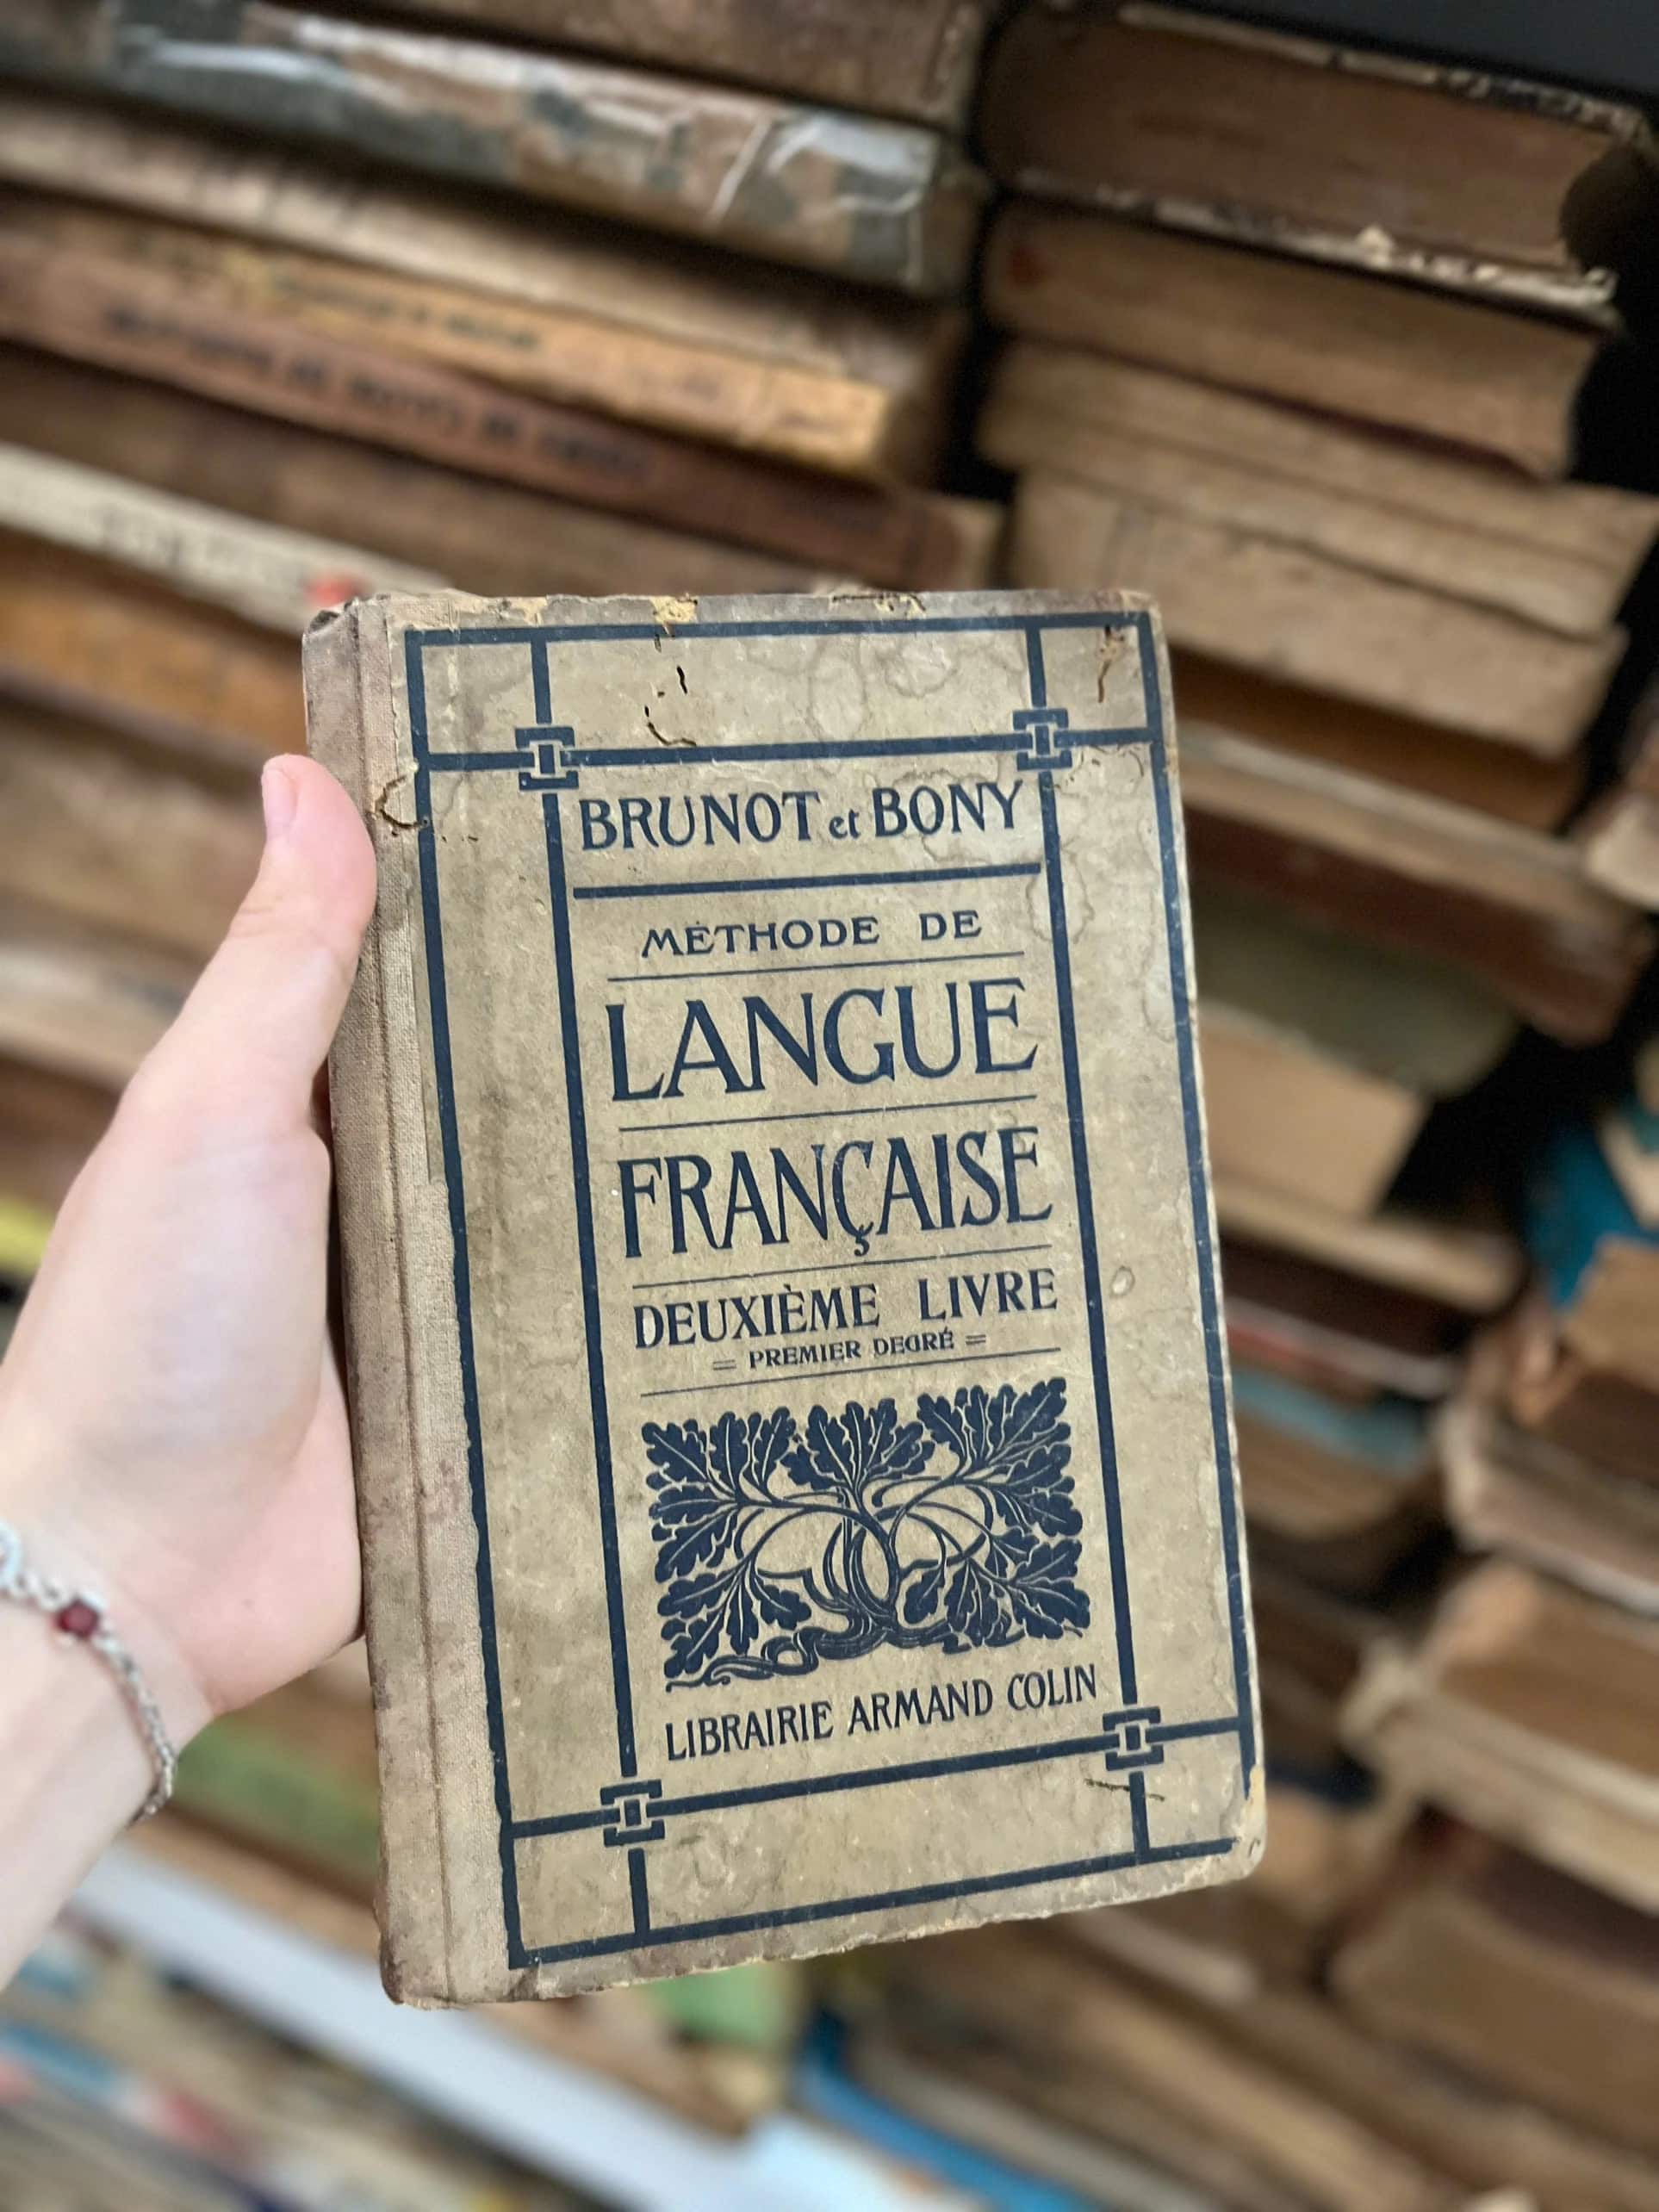 BRUNOT et BONY
MÉTHODE DE
LANGUE
FRANÇAISE
DEUXIÈME LIVRE
= PREMIER DEGRÉ =
LIBRAIRIE ARMAND COLIN